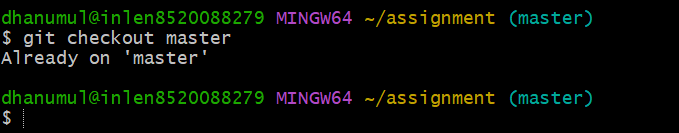 dhanumul@inlen8520088279 MINGW64 ~/assignment (master)
$ git checkout master
Already on 'master'
dhanumul@inlen8520088279 MINGW64 ~/assignment (master)
$